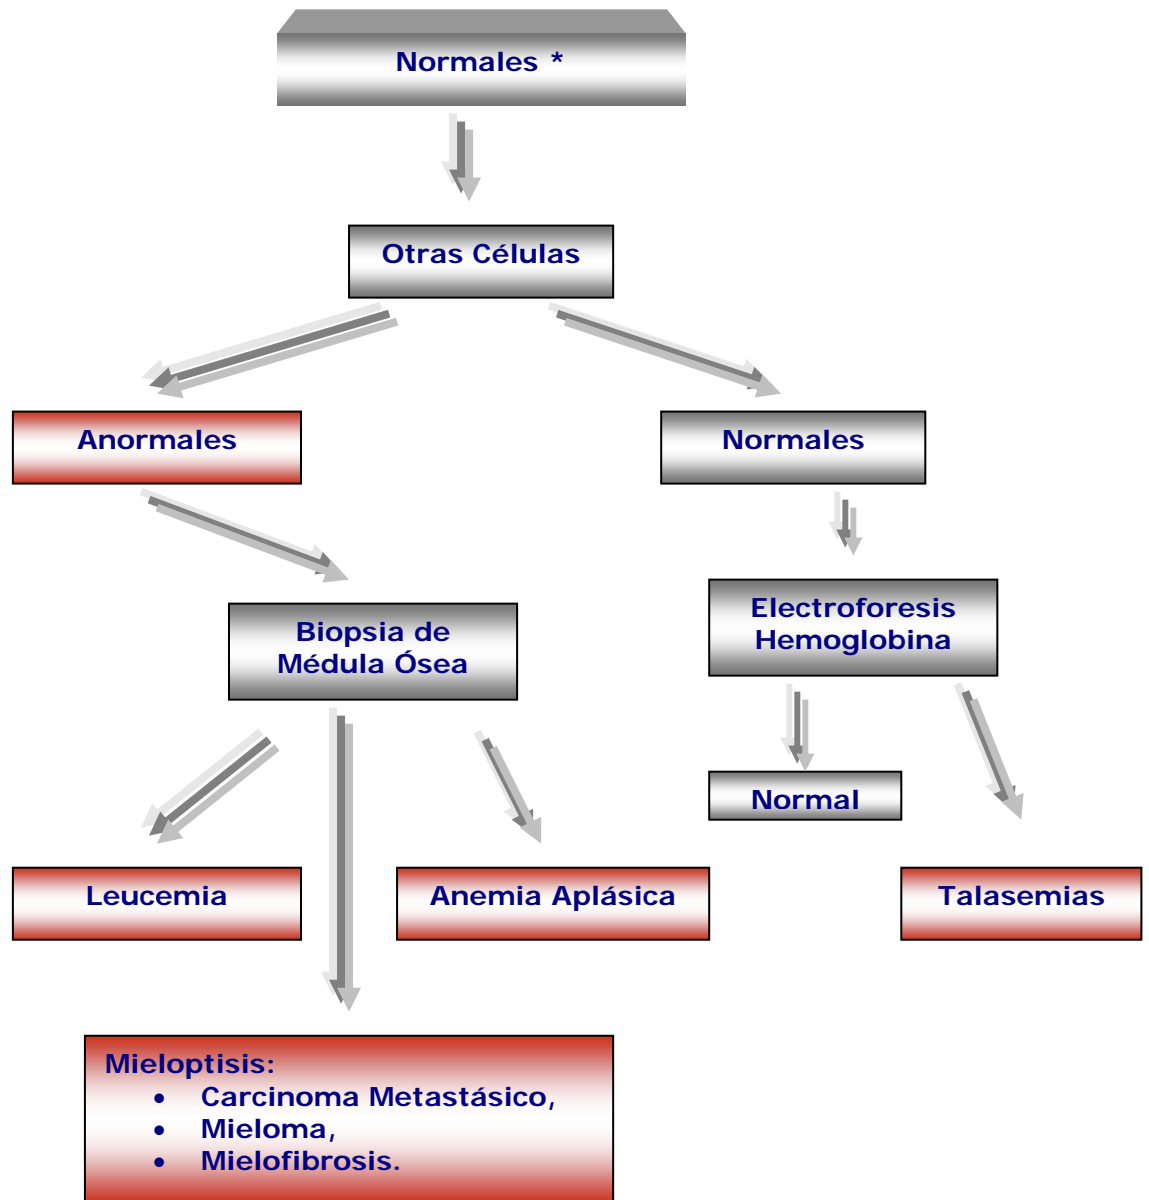 Normales *
Otras Células
Anormales
Normales
Electroforesis
Hemoglobina
Biopsia de
Médula Ósea
Normal
Leucemia
Anemia Aplásica
Talasemias
Mieloptisis:
• Carcinoma Metastásico,
• Mieloma,
• Mielofibrosis.